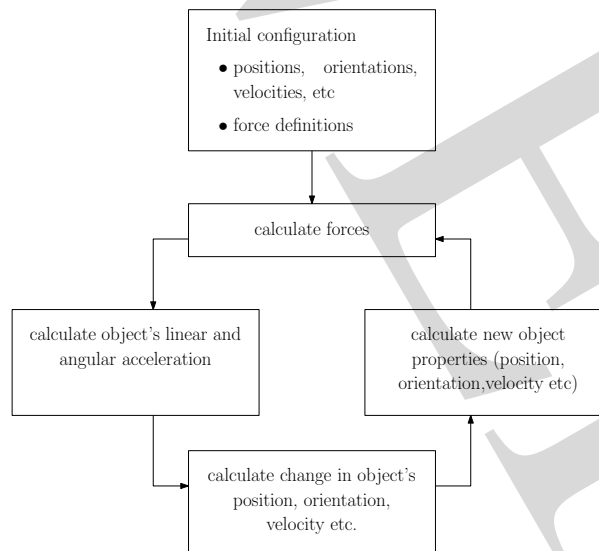 Initial configuration
• positions, orientations,
velocities, etc
• force definitions
calculate forces
calculate object's linear and
angular acceleration
calculate new object
properties (position,
orientation,velocity etc)
calculate change in object's
position, orientation,
velocity etc.